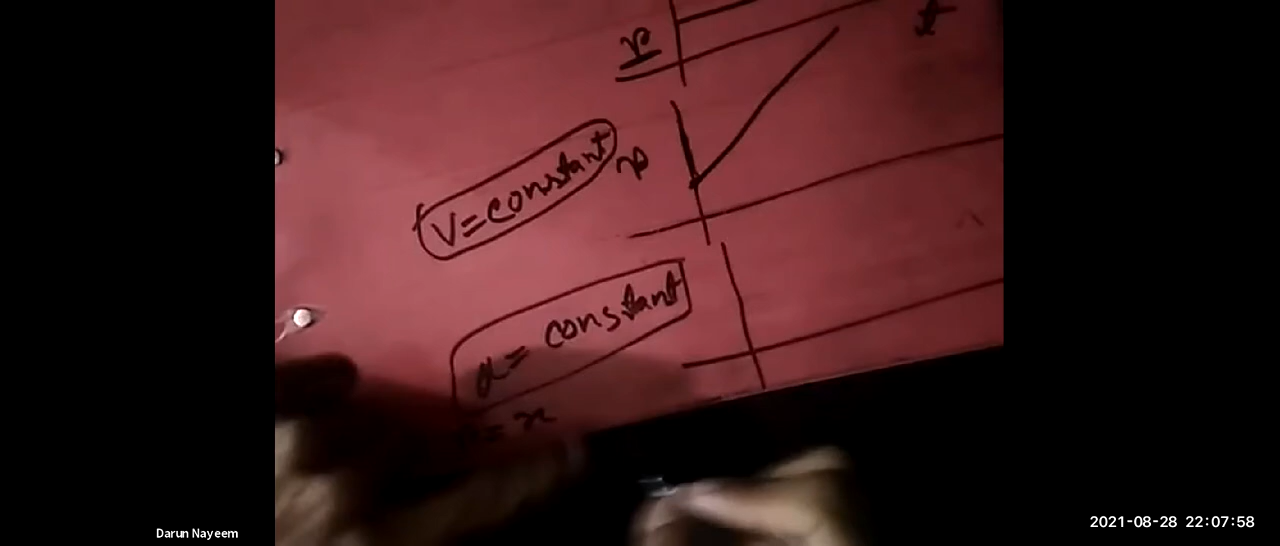 t
v = constant
a = constant
= x
Darun Nayeem
2021-08-28 22:07:58